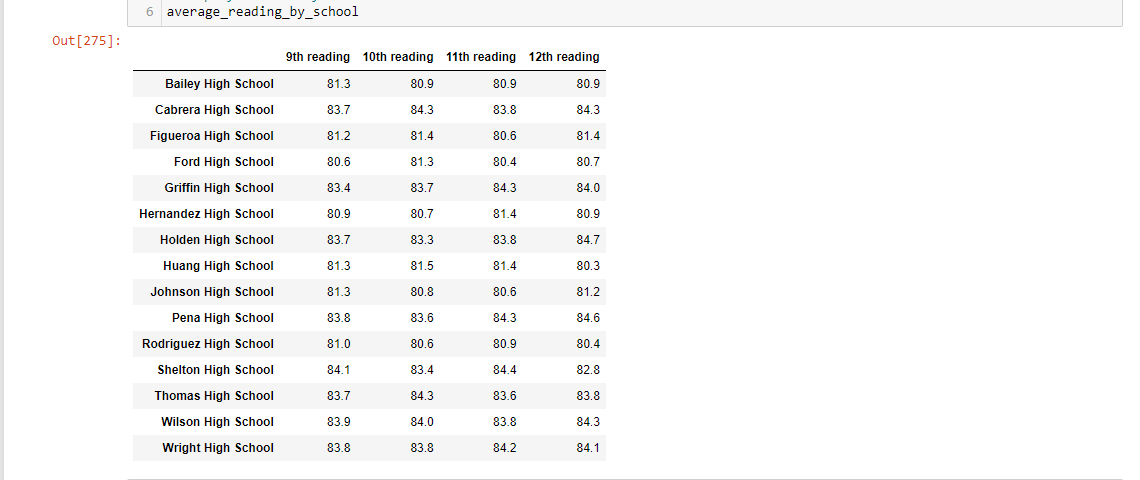 6 average_reading_by_school
Out[275]:
9th reading 10th reading 11th reading 12th reading
Bailey High School 81.3 80.9 80.9 80.9
Cabrera High School 83.7 84.3 83.8 84.3
Figueroa High School 81.2 81.4 80.6 81.4
Ford High School 80.6 81.3 80.4 80.7
Griffin High School 83.4 83.7 84.3 84.0
Hernandez High School 80.9 80.7 81.4 80.9
Holden High School 83.7 83.3 83.8 84.7
Huang High School 81.3 81.5 81.4 80.3
Johnson High School 81.3 80.8 80.6 81.2
Pena High School 83.8 83.6 84.3 84.6
Rodriguez High School 81.0 80.6 80.9 80.4
Shelton High School 84.1 83.4 84.4 82.8
Thomas High School 83.7 84.3 83.6 83.8
Wilson High School 83.9 84.0 83.8 84.3
Wright High School 83.8 83.8 84.2 84.1